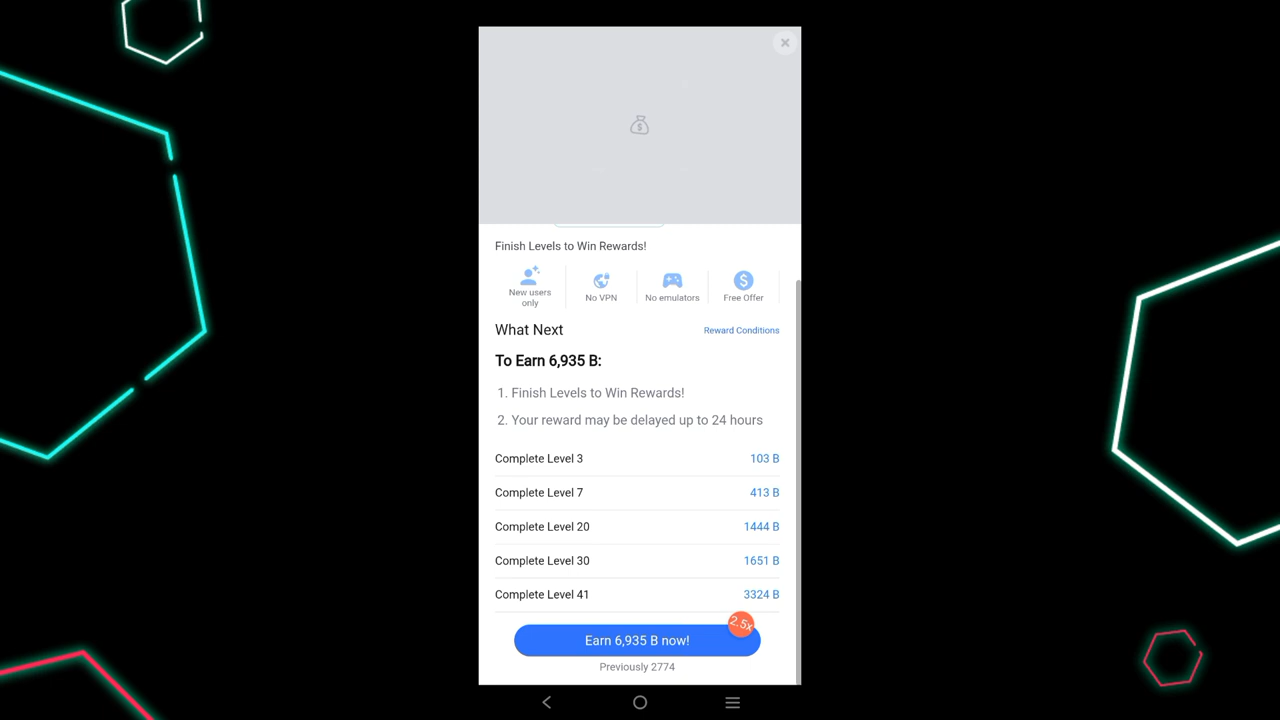 Finish Levels to Win Rewards!
New users
only
No VPN
No emulators
Free Offer
What Next
Reward Conditions
To Earn 6,935 B:
1. Finish Levels to Win Rewards!
2. Your reward may be delayed up to 24 hours
Complete Level 3 103 B
Complete Level 7 413 B
Complete Level 20 1444 B
Complete Level 30 1651 B
Complete Level 41 3324 B
2.5x
Earn 6,935 B now!
Previously 2774